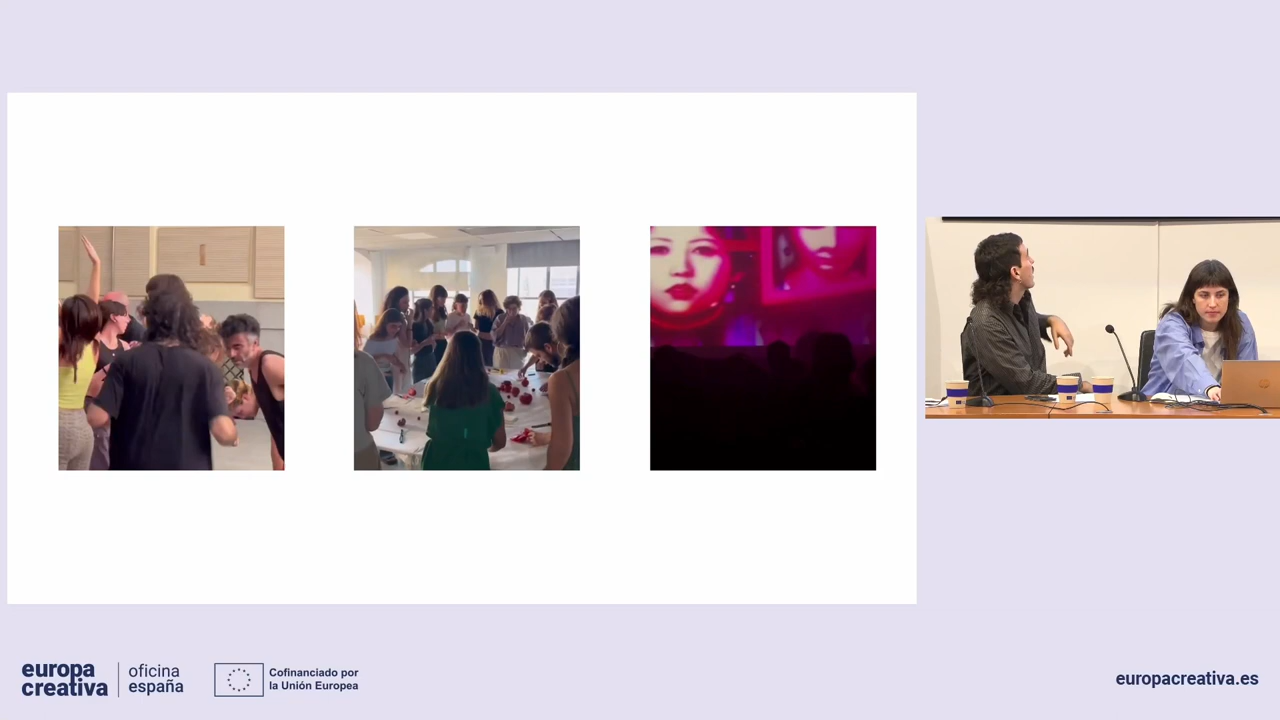 europa
creativa
oficina
españa
Cofinanciado por
la Unión Europea
europacreativa.es